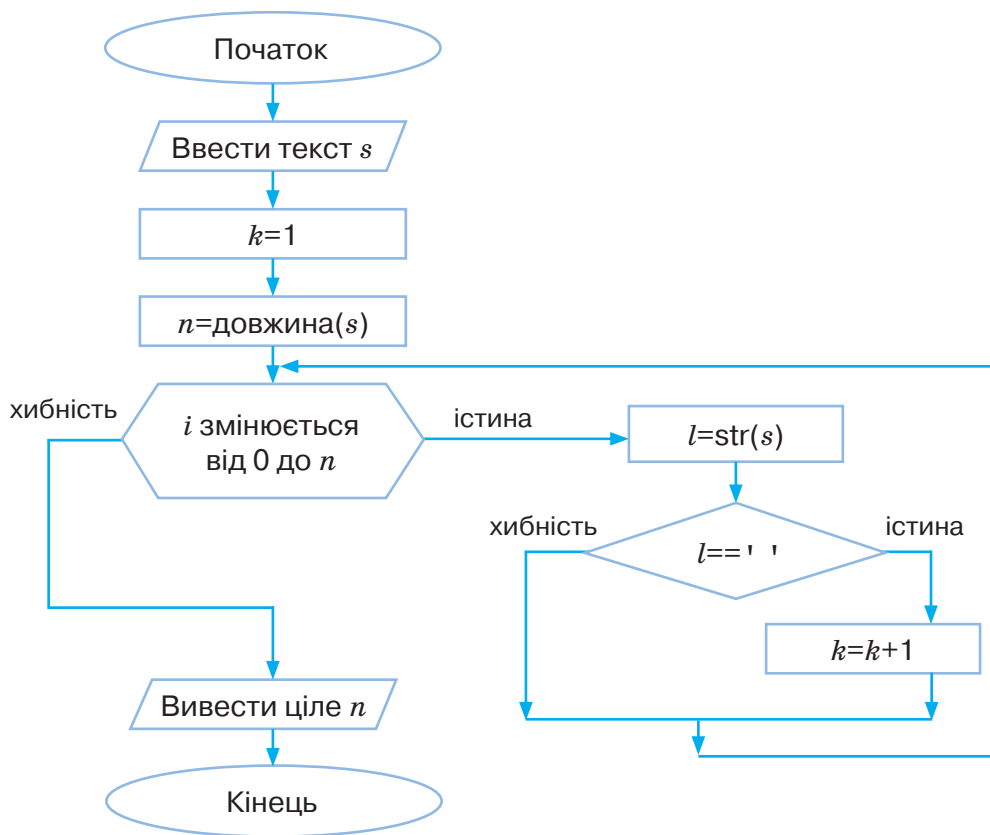 Початок
Ввести текст s
k=1
n=довжина(s)
хибність
i змінюється
від 0 до n
істина
l=str(s)
хибність
l==' '
істина
k=k+1
Вивести ціле n
Кінець